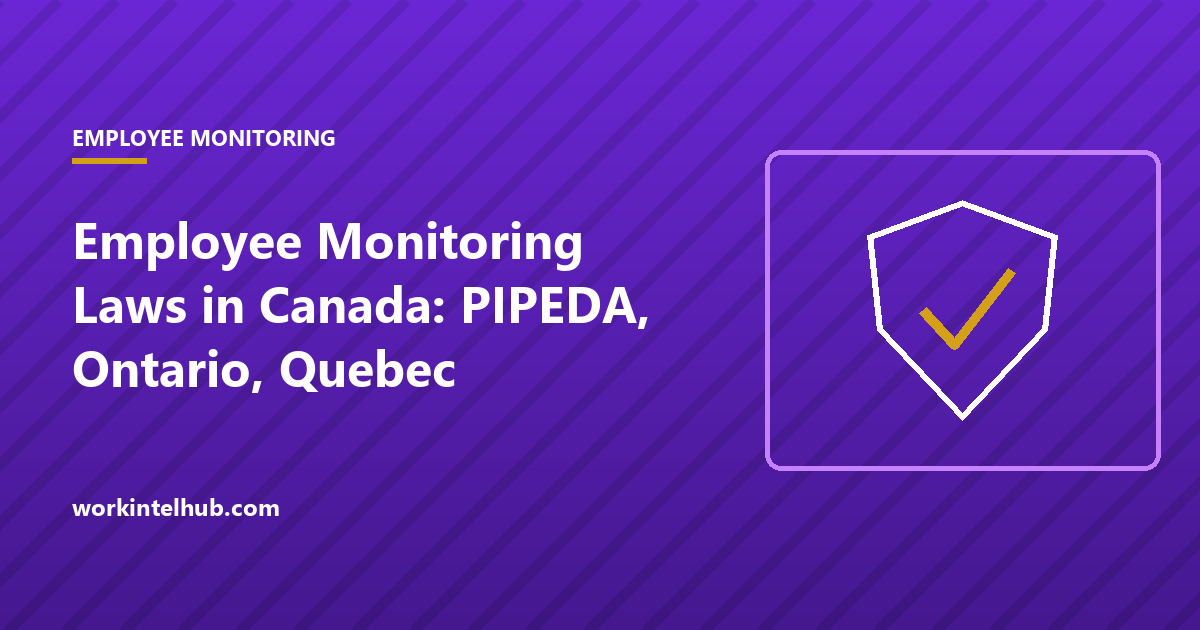 EMPLOYEE MONITORING
Employee Monitoring
Laws in Canada: PIPEDA,
Ontario, Quebec
workintelhub.com